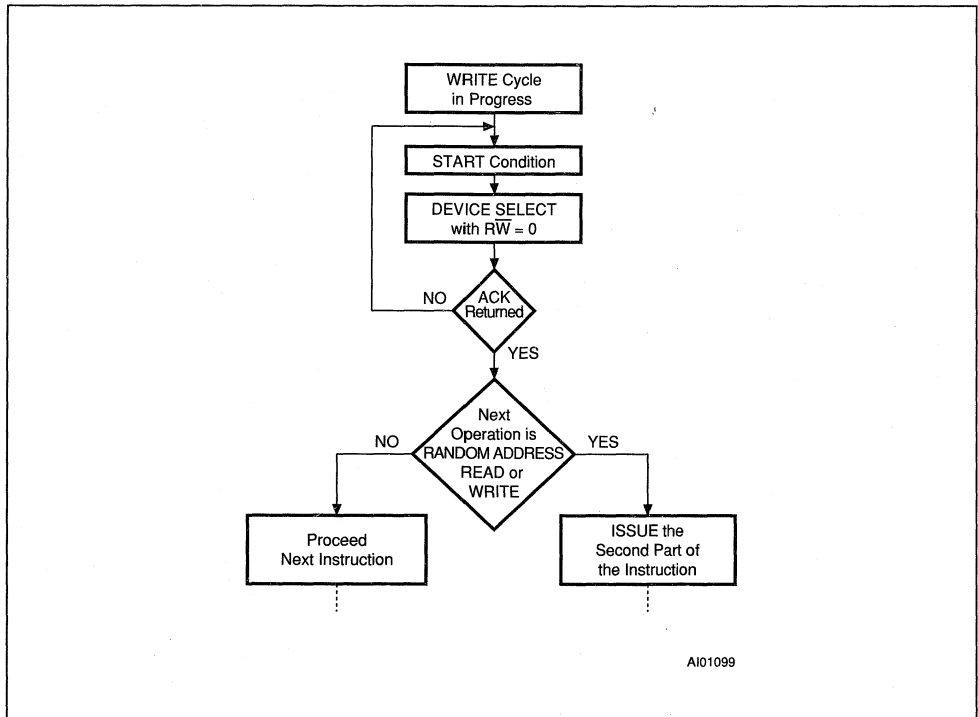 WRITE Cycle
in Progress
START Condition
DEVICE SELECT
with RW̅ = 0
NO
ACK
Returned
YES
Next
Operation is
RANDOM ADDRESS
READ or
WRITE
NO
YES
Proceed
Next Instruction
ISSUE the
Second Part of
the Instruction
AI01099